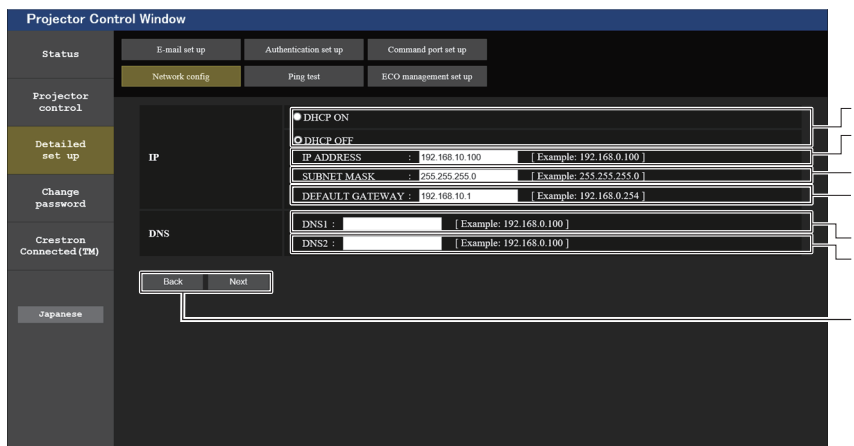 Projector Control Window
Status
E-mail set up
Authentication set up
Command port set up
Network config
Ping test
ECO management set up
Projector
control
Detailed
set up
Change
password
Crestron
Connected(TM)
Japanese
IP
DHCP ON
DHCP OFF
IP ADDRESS : 192.168.10.100 [ Example: 192.168.0.100 ]
SUBNET MASK : 255.255.255.0 [ Example: 255.255.255.0 ]
DEFAULT GATEWAY : 192.168.10.1 [ Example: 192.168.0.254 ]
DNS
DNS1 : [ Example: 192.168.0.100 ]
DNS2 : [ Example: 192.168.0.100 ]
Back Next